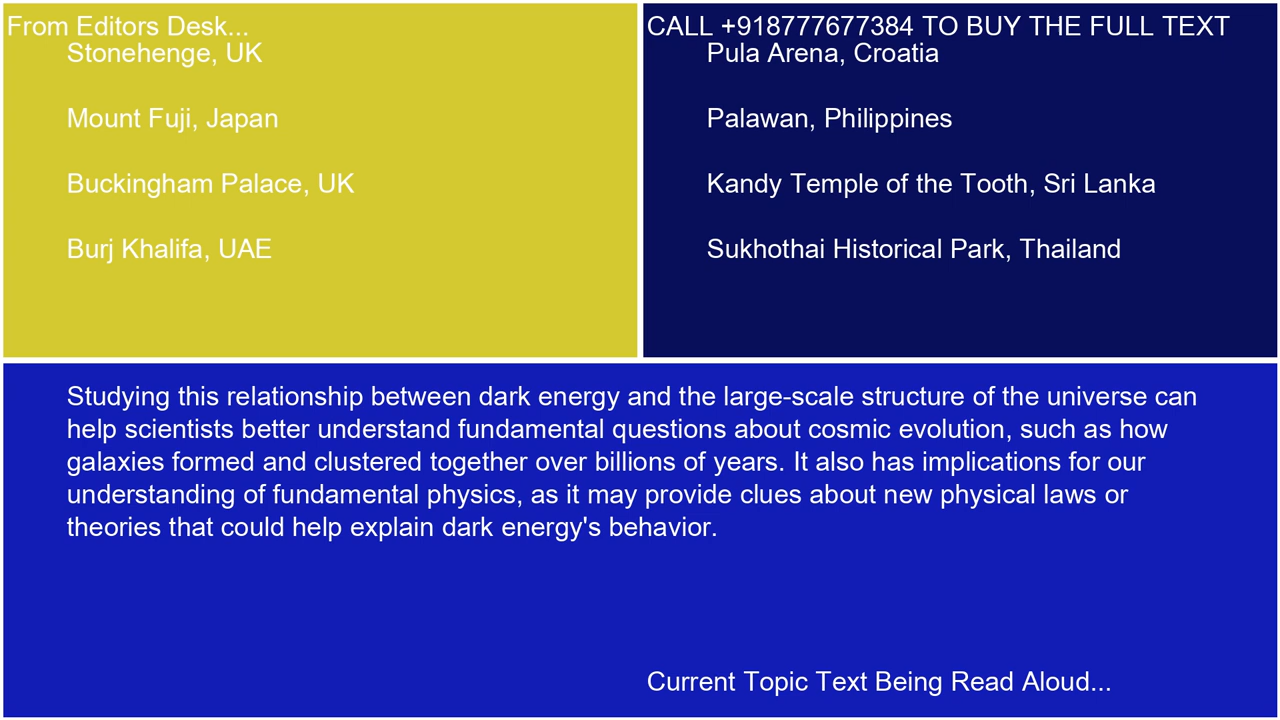 From Editors Desk...
Stonehenge, UK
Mount Fuji, Japan
Buckingham Palace, UK
Burj Khalifa, UAE
CALL +918777677384 TO BUY THE FULL TEXT
Pula Arena, Croatia
Palawan, Philippines
Kandy Temple of the Tooth, Sri Lanka
Sukhothai Historical Park, Thailand
Studying this relationship between dark energy and the large-scale structure of the universe can
help scientists better understand fundamental questions about cosmic evolution, such as how
galaxies formed and clustered together over billions of years. It also has implications for our
understanding of fundamental physics, as it may provide clues about new physical laws or
theories that could help explain dark energy's behavior.
Current Topic Text Being Read Aloud...